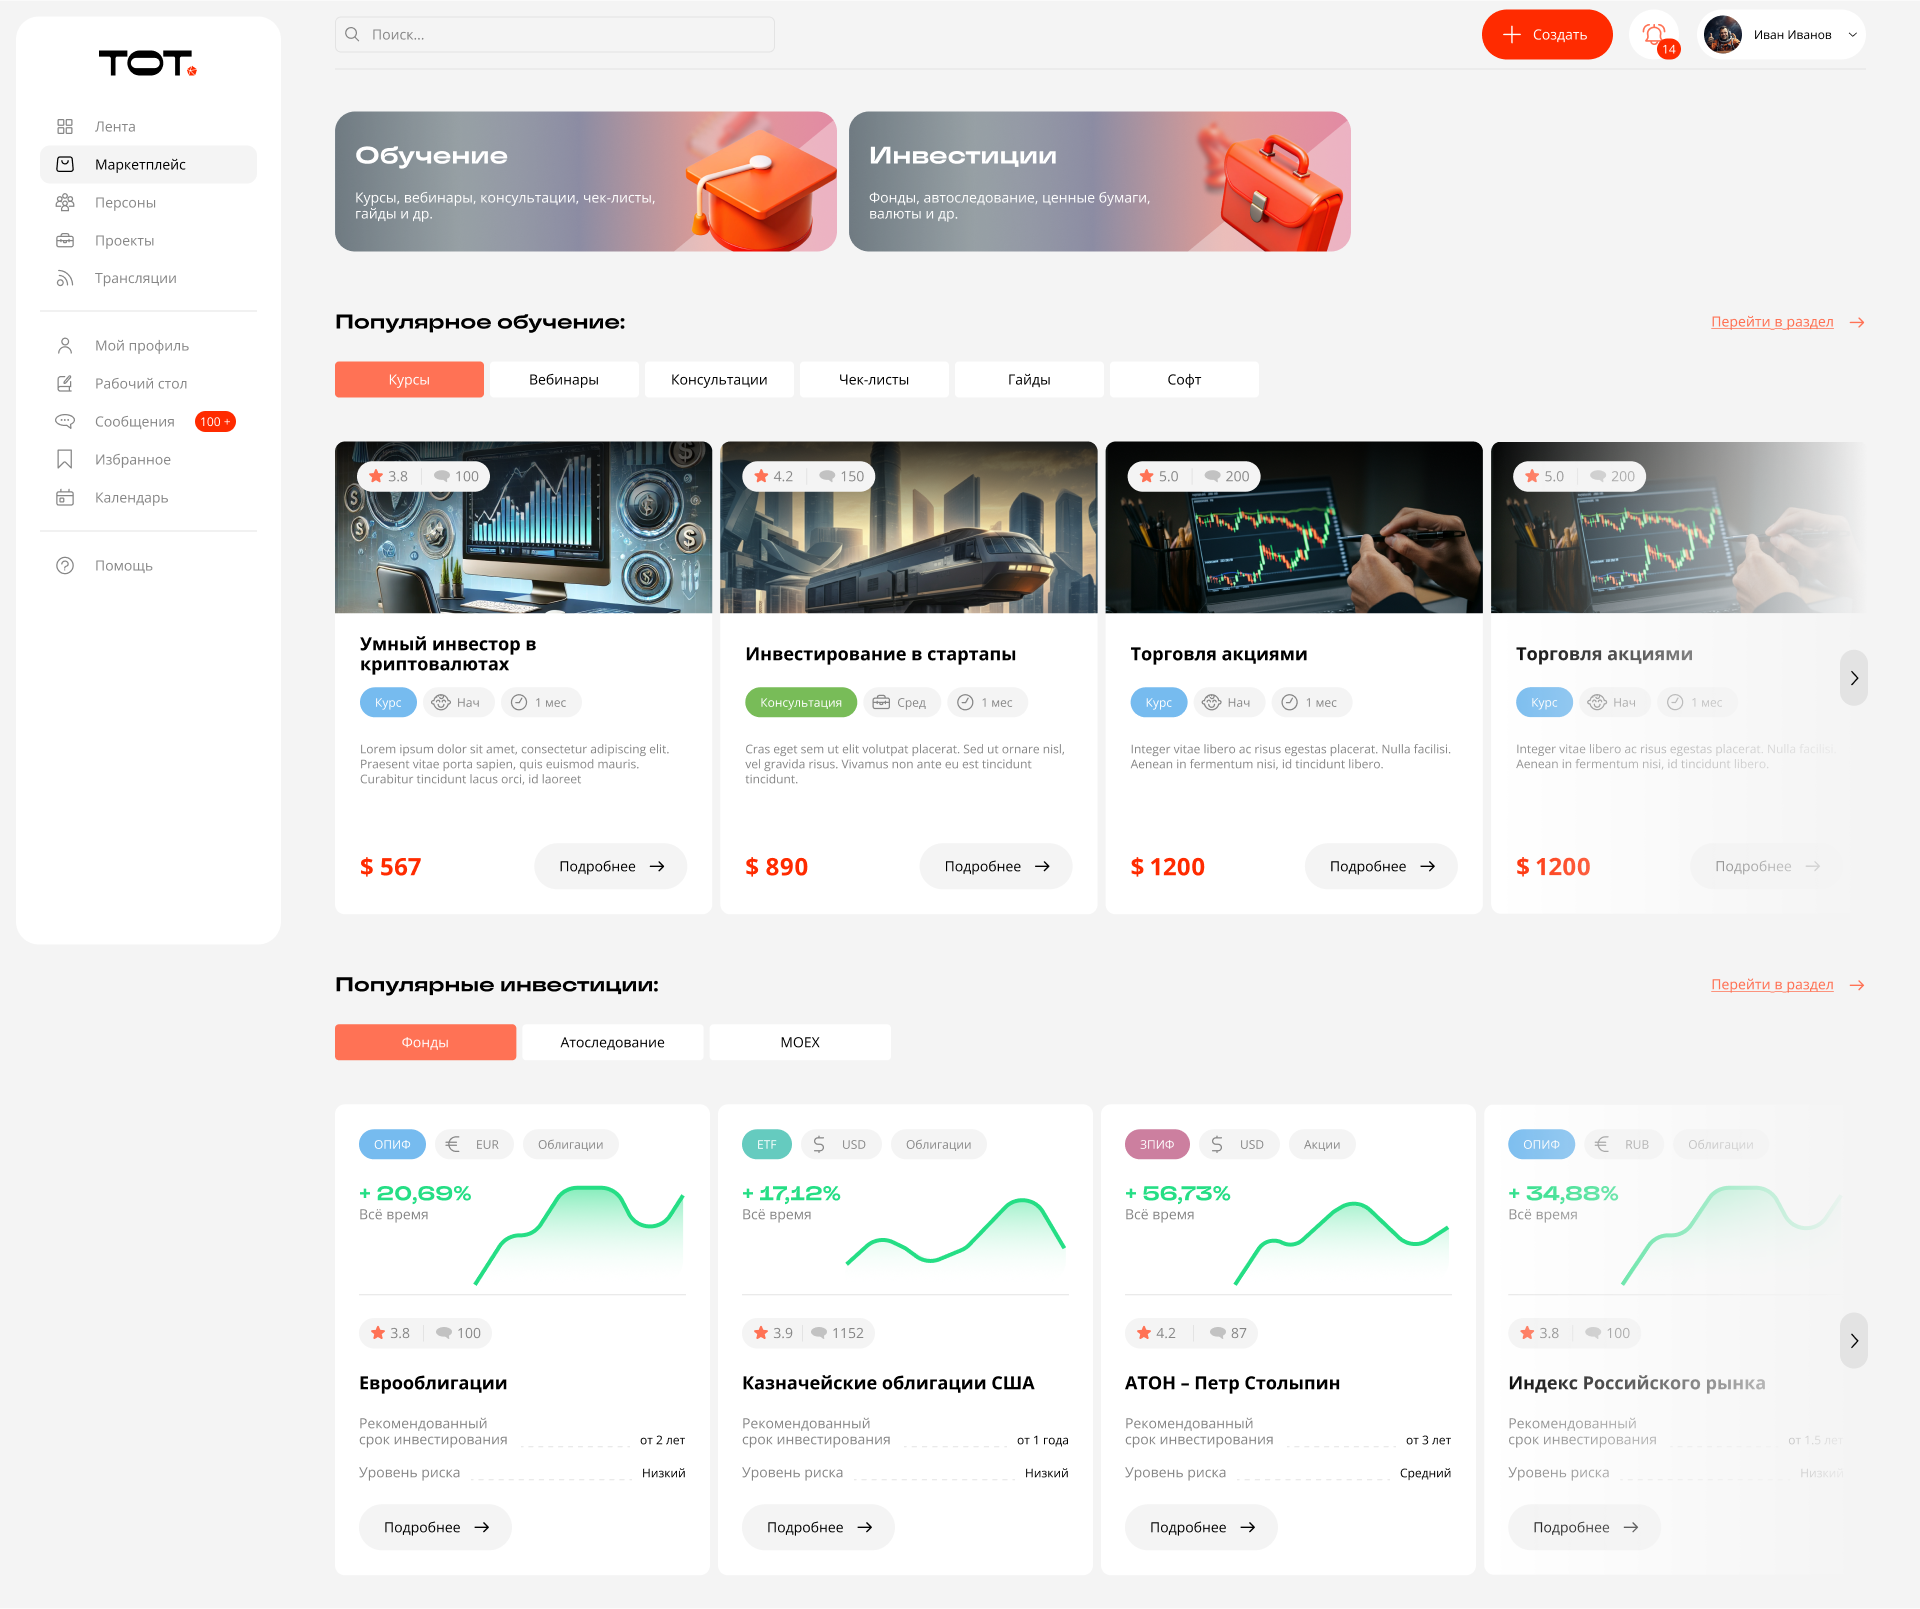 ТОТ.
Лента
Маркетплейс
Персоны
Проекты
Трансляции
Мой профиль
Рабочий стол
Сообщения 100 +
Избранное
Календарь
Помощь
Поиск...
Создать
14
Иван Иванов
Обучение
Курсы, вебинары, консультации, чек-листы,
гайды и др.
Инвестиции
Фонды, автоследование, ценные бумаги,
валюты и др.
Популярное обучение:
Перейти в раздел
Курсы Вебинары Консультации Чек-листы Гайды Софт
3.8 100
Умный инвестор в
криптовалютах
Курс Нач 1 мес
Lorem ipsum dolor sit amet, consectetur adipiscing elit.
Praesent vitae porta sapien, quis euismod mauris.
Curabitur tincidunt lacus orci, id laoreet
$ 567
Подробнее
4.2 150
Инвестирование в стартапы
Консультация Сред 1 мес
Cras eget sem ut elit volutpat placerat. Sed ut ornare nisl,
vel gravida risus. Vivamus non ante eu est tincidunt
tincidunt.
$ 890
Подробнее
5.0 200
Торговля акциями
Курс Нач 1 мес
Integer vitae libero ac risus egestas placerat. Nulla facilisi.
Aenean in fermentum nisi, id tincidunt libero.
$ 1200
Подробнее
5.0 200
Торговля акциями
Курс Нач 1 мес
Integer vitae libero ac risus egestas placerat. Nulla facilisi.
Aenean in fermentum nisi, id tincidunt libero.
$ 1200
Подробнее
Популярные инвестиции:
Перейти в раздел
Фонды Атоследование MOEX
ОПИФ EUR Облигации
+ 20,69%
Всё время
3.8 100
Еврооблигации
Рекомендованный
срок инвестирования от 2 лет
Уровень риска Низкий
Подробнее
ETF USD Облигации
+ 17,12%
Всё время
3.9 1152
Казначейские облигации США
Рекомендованный
срок инвестирования от 1 года
Уровень риска Низкий
Подробнее
ЗПИФ USD Акции
+ 56,73%
Всё время
4.2 87
АТОН – Петр Столыпин
Рекомендованный
срок инвестирования от 3 лет
Уровень риска Средний
Подробнее
ОПИФ RUB Облигации
+ 34,88%
Всё время
3.8 100
Индекс Российского рынка
Рекомендованный
срок инвестирования от 1.5 лет
Уровень риска Низкий
Подробнее